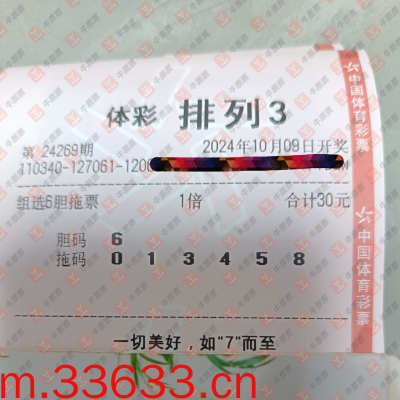 体彩 排列3
第 24269期 2024年10月09日开奖
110340-127061-120
组选6胆拖票 1倍 合计30元
胆码 6
拖码 0 1 3 4 5 8
一切美好，如"7"而至
中国体育彩票
中国体育彩票
m.33633.cn